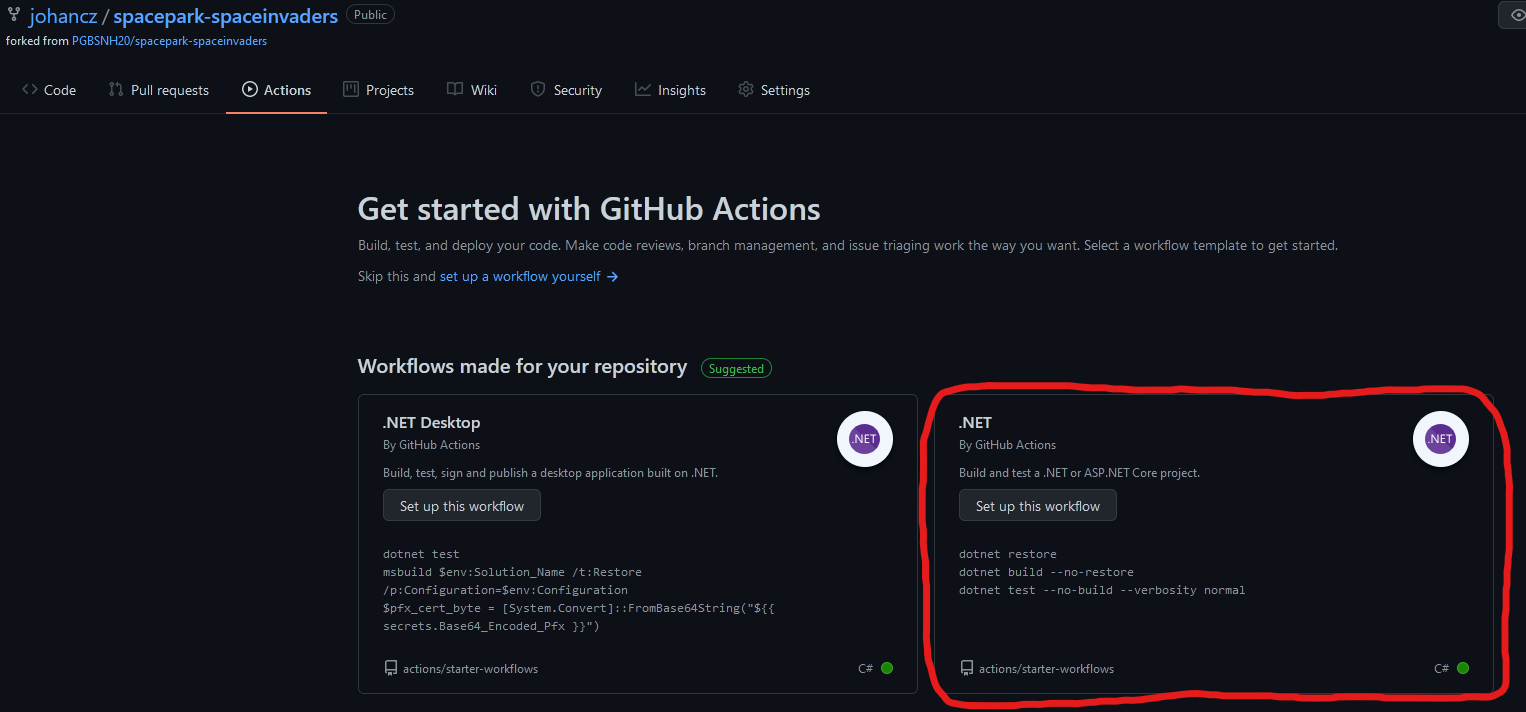 johancz / spacepark-spaceinvaders Public
forked from PGBSNH20/spacepark-spaceinvaders
Code Pull requests Actions Projects Wiki Security Insights Settings
Get started with GitHub Actions
Build, test, and deploy your code. Make code reviews, branch management, and issue triaging work the way you want. Select a workflow template to get started.
Skip this and set up a workflow yourself →
Workflows made for your repository Suggested
.NET Desktop
.NET
By GitHub Actions
Build, test, sign and publish a desktop application built on .NET.
Set up this workflow
dotnet test
msbuild $env:Solution_Name /t:Restore
/p:Configuration=$env:Configuration
$pfx_cert_byte = [System.Convert]::FromBase64String("${{
secrets.Base64_Encoded_Pfx }}")
actions/starter-workflows C#
.NET
.NET
By GitHub Actions
Build and test a .NET or ASP.NET Core project.
Set up this workflow
dotnet restore
dotnet build --no-restore
dotnet test --no-build --verbosity normal
actions/starter-workflows C#